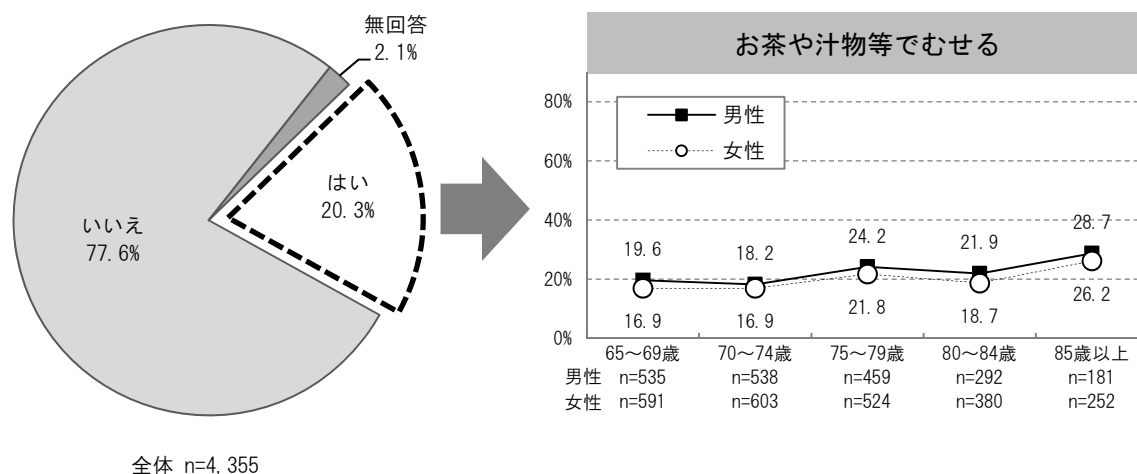 無回答
2.1%
はい
20.3%
いいえ
77.6%
全体 n=4,355
お茶や汁物等でむせる
80%
60%
40%
20%
0%
男性
女性
19.6 18.2 24.2 21.9 28.7
16.9 16.9 21.8 18.7 26.2
65～69歳 70～74歳 75～79歳 80～84歳 85歳以上
男性 n=535 n=538 n=459 n=292 n=181
女性 n=591 n=603 n=524 n=380 n=252